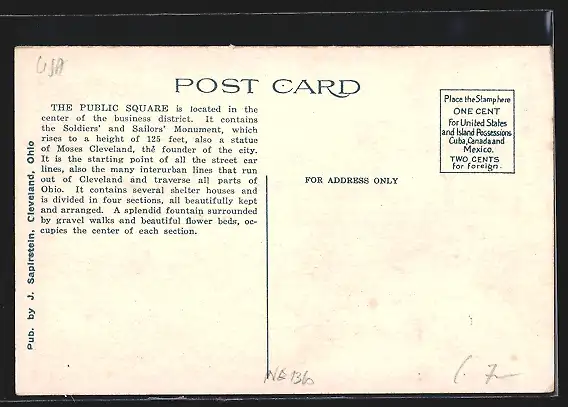 USA
POST CARD
THE PUBLIC SQUARE is located in the
center of the business district. It contains
the Soldiers' and Sailors' Monument, which
rises to a height of 125 feet, also a statue
of Moses Cleveland, the founder of the city.
It is the starting point of all the street car
lines, also the many interurban lines that run
out of Cleveland and traverse all parts of
Ohio. It contains several shelter houses and
is divided in four sections, all beautifully kept
and arranged. A splendid fountain surrounded
by gravel walks and beautiful flower beds, oc-
cupies the center of each section.
Pub. by J. Sapirstein, Cleveland, Ohio
Place the Stamp here
ONE CENT
For United States
and Island Possessions
Cuba, Canada and
Mexico.
TWO CENTS
for foreign.
FOR ADDRESS ONLY
NE136
7